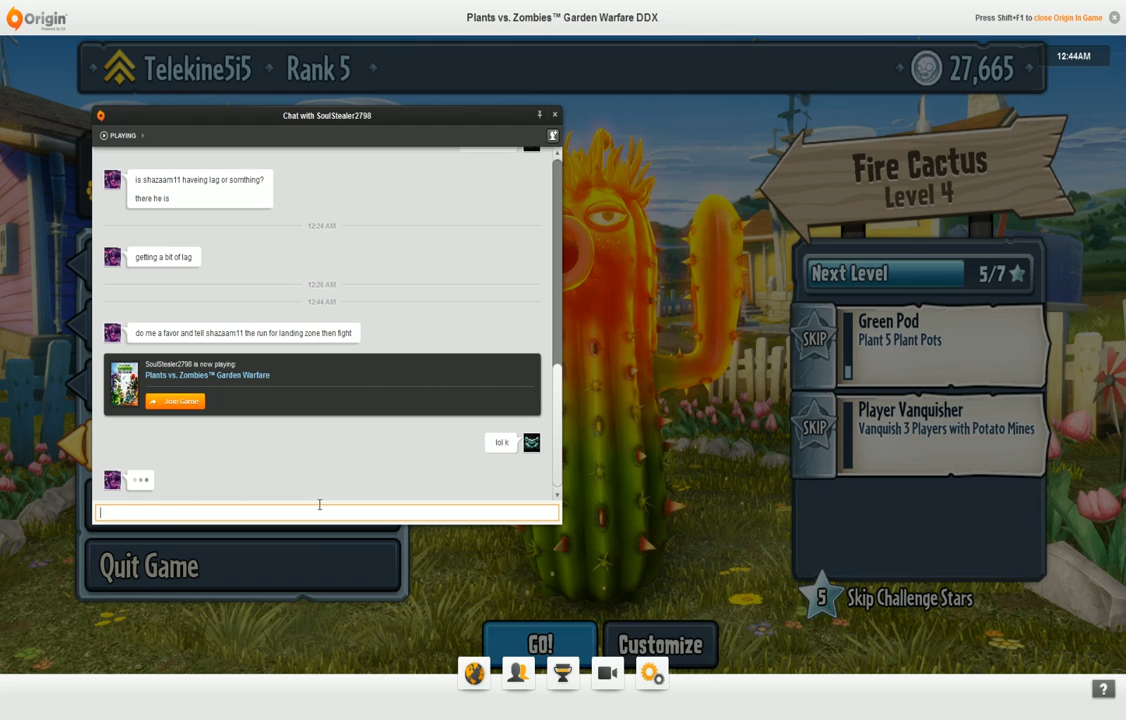 Origin
Powered by EA
Plants vs. Zombies™ Garden Warfare DDX
Press Shift+F1 to close Origin In Game
12:44AM
Telekine5i5 Rank 5
27,665
Chat with SoulStealer2798
PLAYING
is shazaam11 haveing lag or somthing?
there he is
12:24 AM
getting a bit of lag
12:26 AM
12:44 AM
do me a favor and tell shazaam11 the run for landing zone then fight
SoulStealer2798 is now playing:
Plants vs. Zombies™ Garden Warfare
Join Game
lol k
Quit Game
Fire Cactus
Level 4
Next Level 5/7
SKIP
Green Pod
Plant 5 Plant Pots
SKIP
Player Vanquisher
Vanquish 3 Players with Potato Mines
5 Skip Challenge Stars
GO!
Customize
?